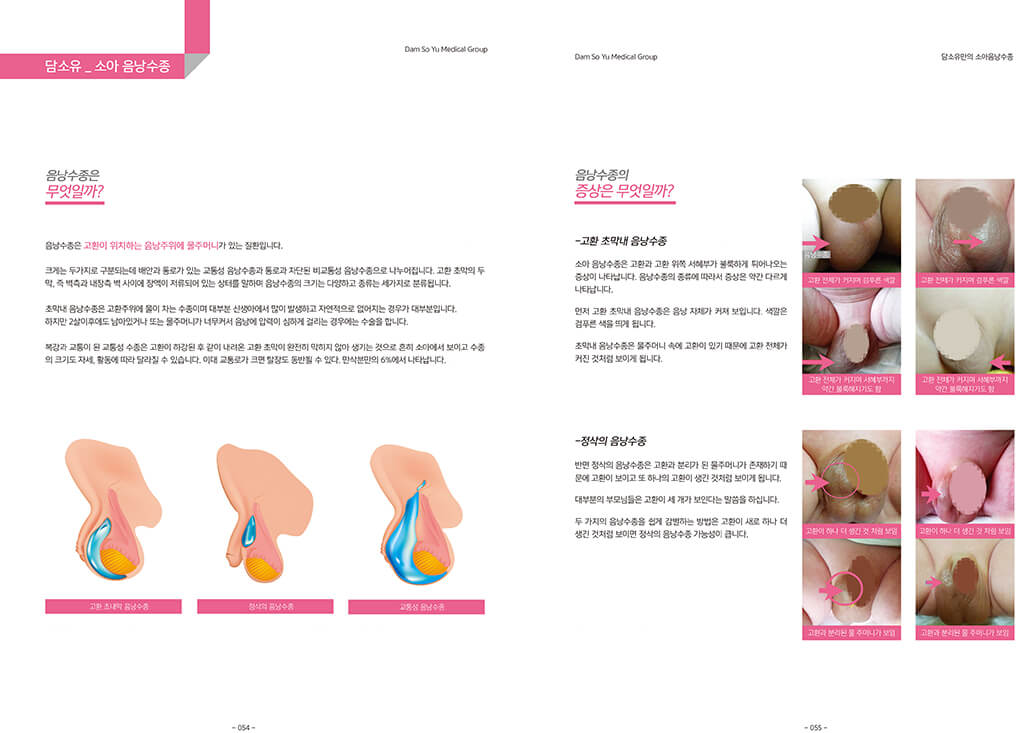 담소유 _ 소아 음낭수종
Dam So Yu Medical Group
음낭수종은
무엇일까?
음낭수종은 고환이 위치하는 음낭주위에 물주머니가 있는 질환입니다.
크게는 두가지로 구분되는데 배안과 통로가 있는 교통성 음낭수종과 통로가 차단된 비교통성 음낭수종으로 나누어집니다. 고환 초막의 두
막, 즉 벽측과 내장측 벽 사이에 장액이 저류되어 있는 상태를 말하며 음낭수종의 크기는 다양하고 종류는 세가지로 분류됩니다.
초막내 음낭수종은 고환주위에 물이 차는 수종이며 대부분 신생아에서 많이 발생하고 자연적으로 없어지는 경우가 대부분입니다.
하지만 2살이후에도 남아있거나 또는 물주머니가 너무커서 음낭에 압력이 심하게 걸리는 경우에는 수술을 합니다.
복강과 교통이 된 교통성 수종은 고환이 하강된 후 같이 내려온 고환 초막이 완전히 막히지 않아 생기는 것으로 흔히 소아에서 보이고 수종
의 크기도 자세, 활동에 따라 달라질 수 있습니다. 이때 교통로가 크면 탈장도 동반될 수 있다. 만삭분만의 6%에서 나타납니다.
고환 초내막 음낭수종
정삭의 음낭수종
교통성 음낭수종
- 054 -
Dam So Yu Medical Group
담소유만의 소아음낭수종
음낭수종의
증상은 무엇일까?
-고환 초막내 음낭수종
소아 음낭수종은 고환과 고환 위쪽 서혜부가 불룩하게 튀어나오는
증상이 나타납니다. 음낭수종의 종류에 따라서 증상은 약간 다르게
나타납니다.
먼저 고환 초막내 음낭수종은 음낭 자체가 커져 보입니다. 색깔은
검푸른 색을 띄게 됩니다.
초막내 음낭수종은 물주머니 속에 고환이 있기 때문에 고환 전체가
커진 것처럼 보이게 됩니다.
음낭수종
고환 전체가 커지며 검푸른 색깔
고환 전체가 커지며 검푸른 색깔
고환 전체가 커지며 서혜부까지
약간 불룩해지기도 함
고환 전체가 커지며 서혜부까지
약간 불룩해지기도 함
-정삭의 음낭수종
반면 정삭의 음낭수종은 고환과 분리가 된 물주머니가 존재하기 때
문에 고환이 보이고 또 하나의 고환이 생긴 것처럼 보이게 됩니다.
대부분의 부모님들은 고환이 세 개가 보인다는 말씀을 하십니다.
두 가지의 음낭수종을 쉽게 감별하는 방법은 고환이 새로 하나 더
생긴 것처럼 보이면 정삭의 음낭수종 가능성이 큽니다.
고환이 하나 더 생긴 것 처럼 보임
고환이 하나 더 생긴 것 처럼 보임
고환과 분리된 물 주머니가 보임
고환과 분리된 물 주머니가 보임
- 055 -